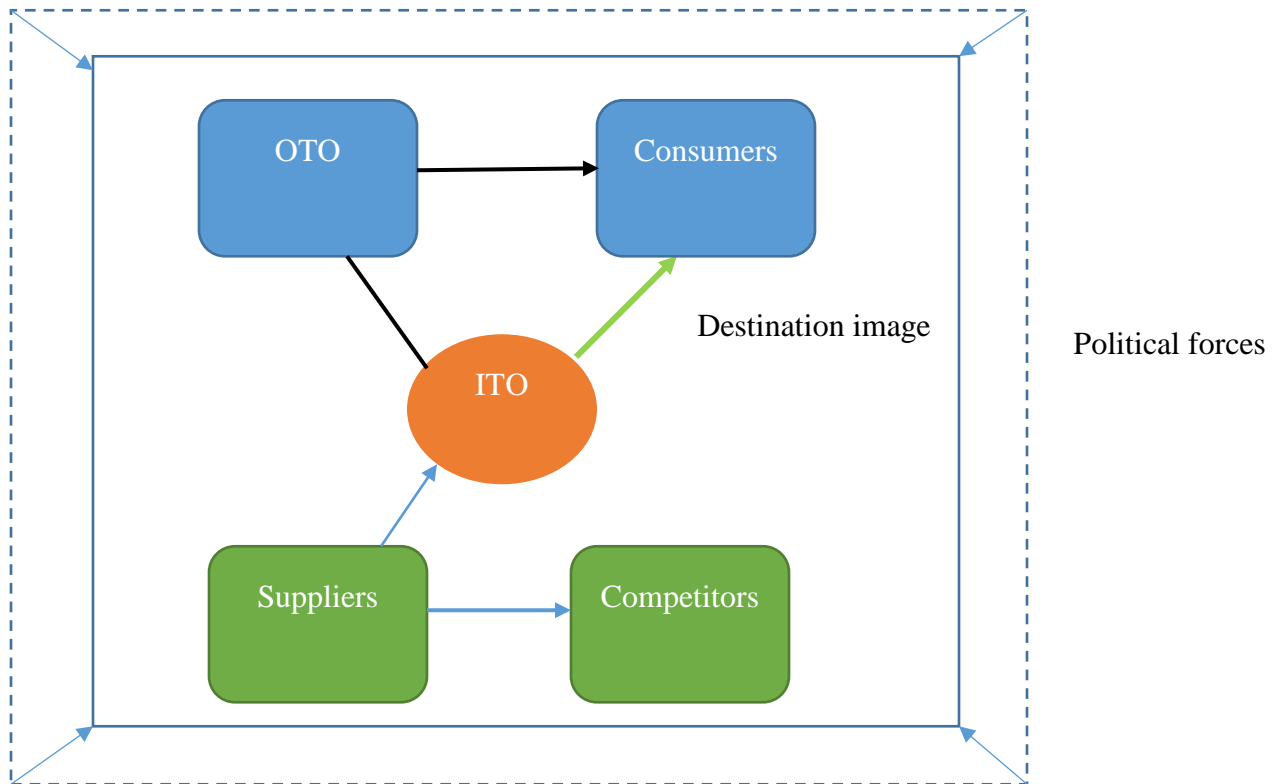 OTO
Consumers
Destination image
Political forces
ITO
Suppliers
Competitors